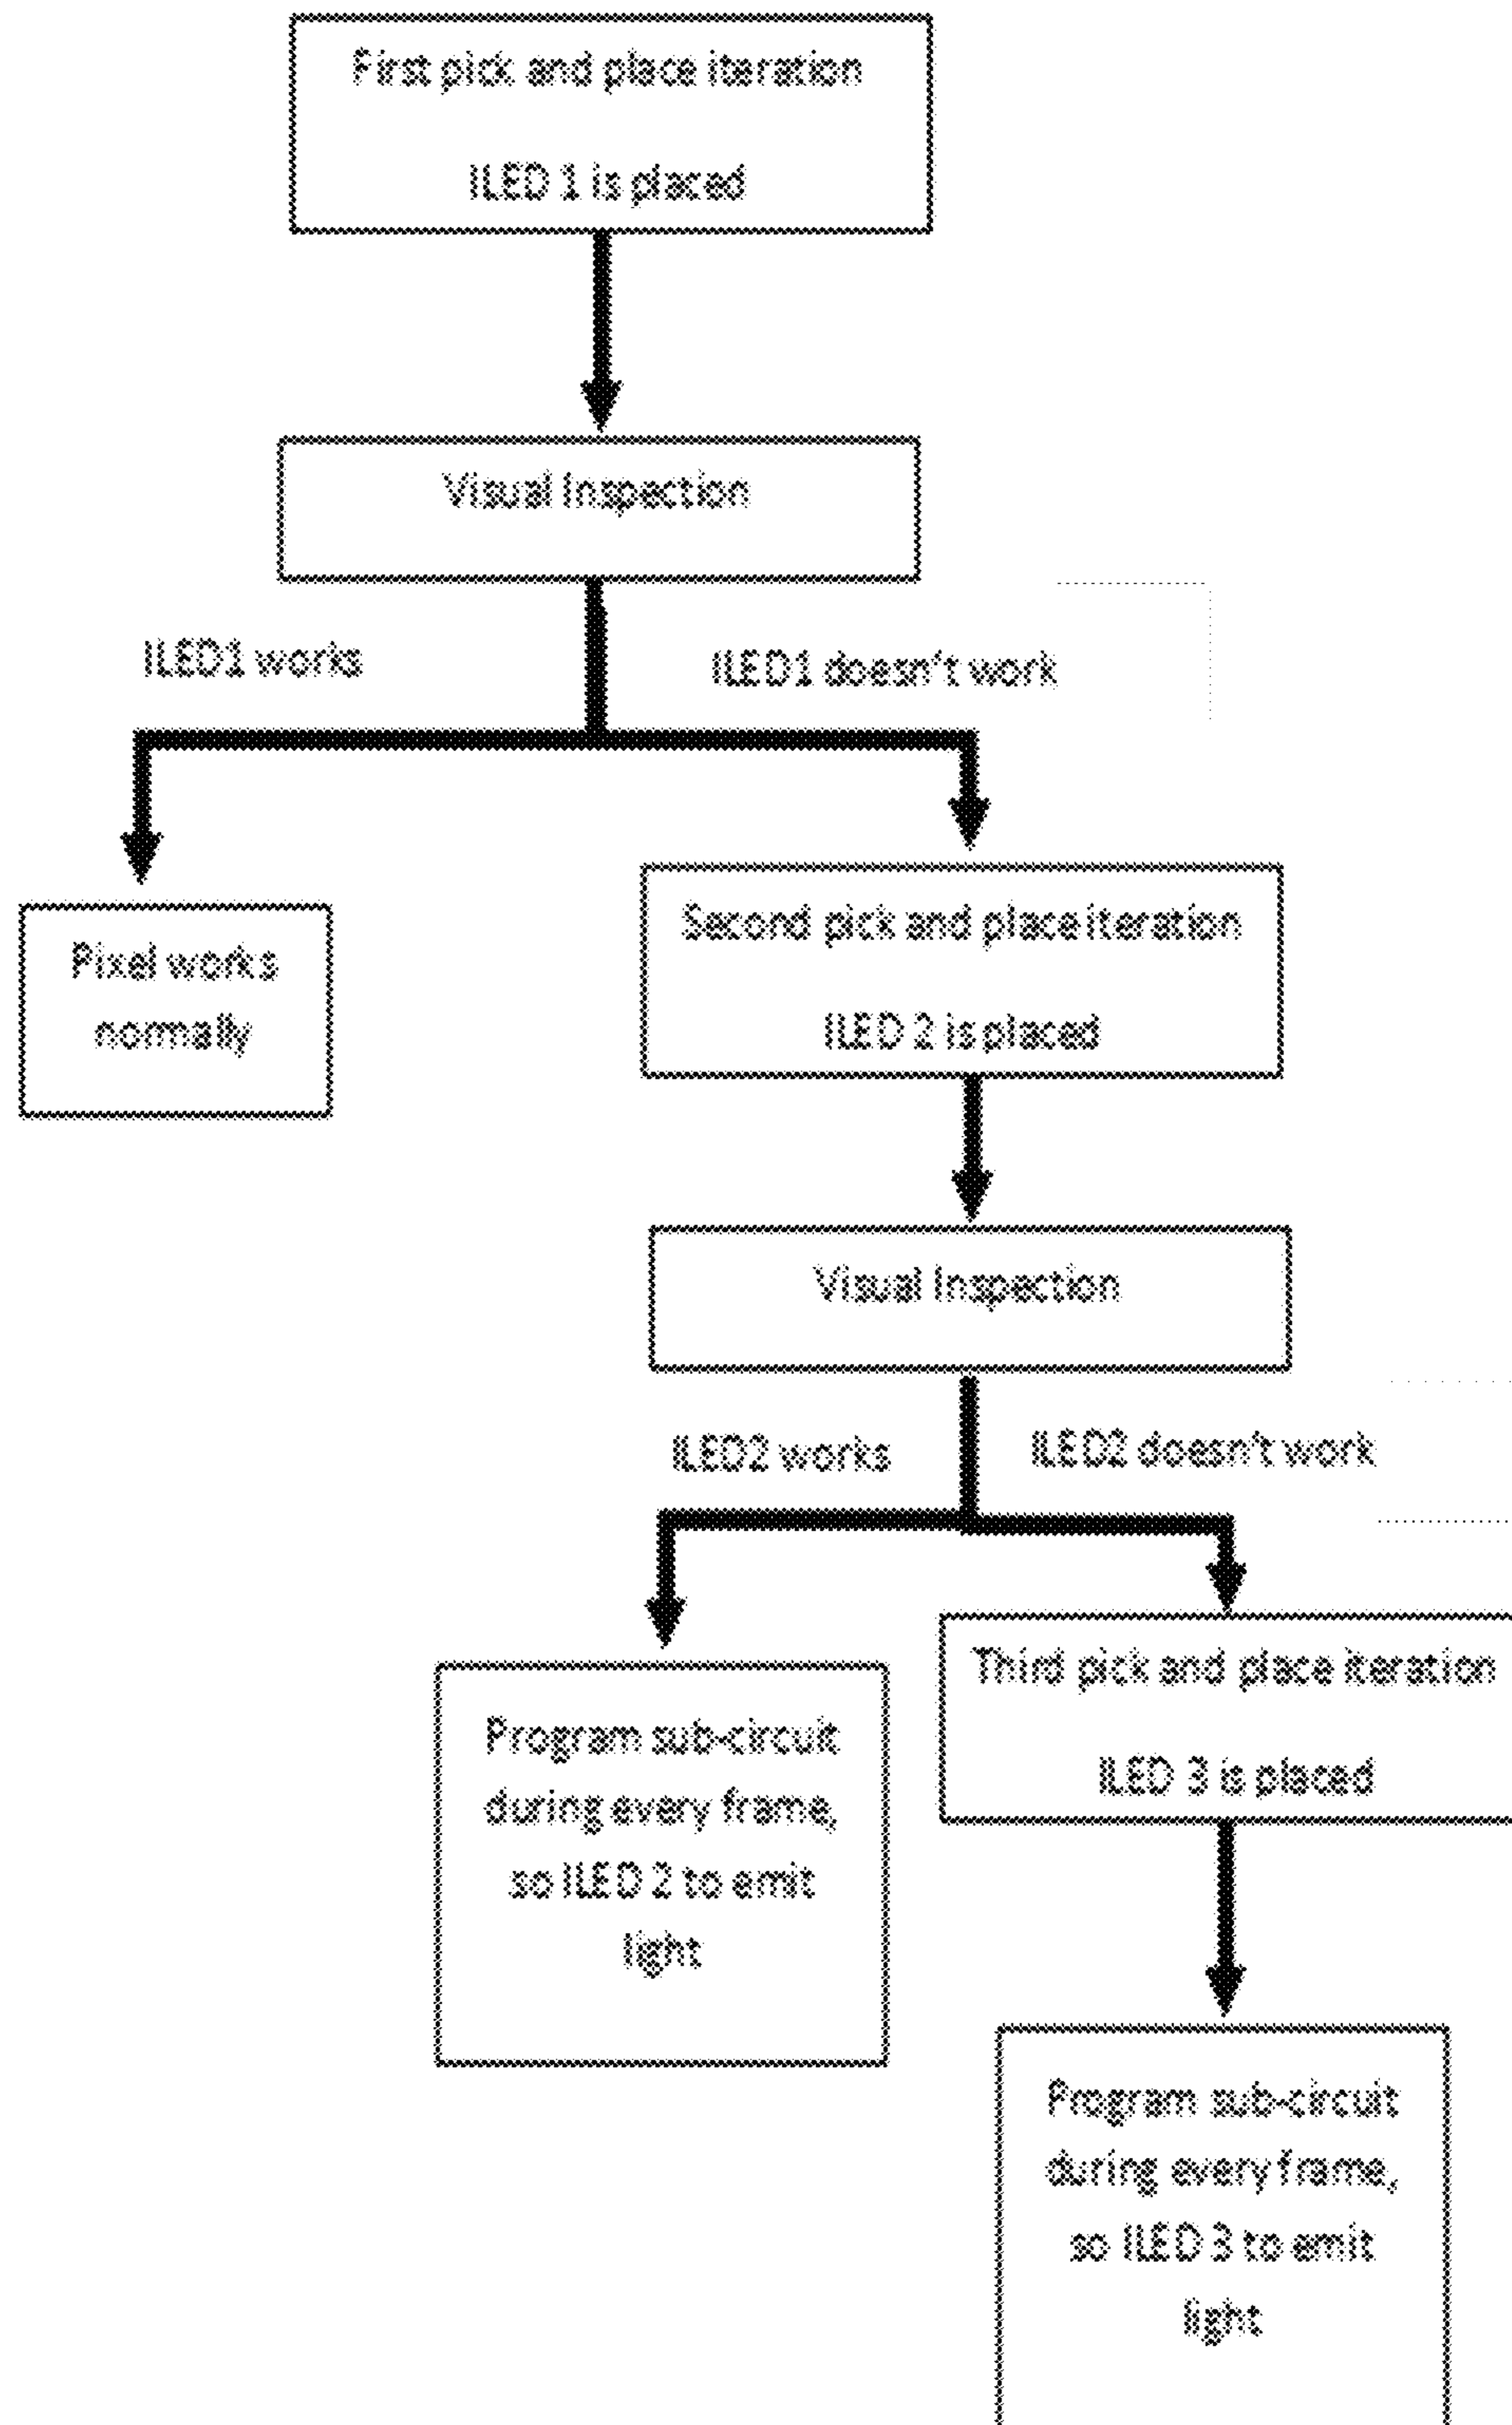 First pick and place iteration
ILED 1 is placed
Visual Inspection
ILED1 works
ILED1 doesn't work
Pixel works
normally
Second pick and place iteration
ILED 2 is placed
Visual Inspection
ILED2 works
ILED2 doesn't work
Program sub-circuit
during every frame,
so ILED 2 to emit
light
Third pick and place iteration
ILED 3 is placed
Program sub-circuit
during every frame,
so ILED 3 to emit
light